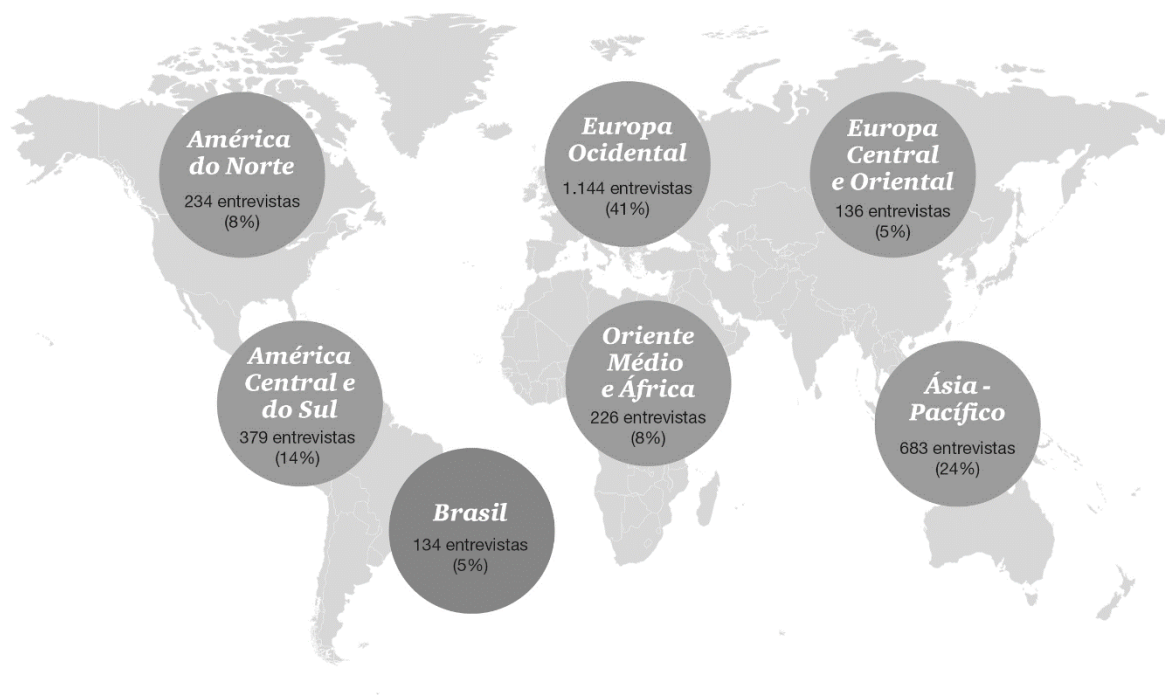 América
do Norte
234 entrevistas
(8%)
Europa
Ocidental
1.144 entrevistas
(41%)
Europa
Central
e Oriental
136 entrevistas
(5%)
América
Central e
do Sul
379 entrevistas
(14%)
Oriente
Médio
e África
226 entrevistas
(8%)
Ásia -
Pacífico
683 entrevistas
(24%)
Brasil
134 entrevistas
(5%)